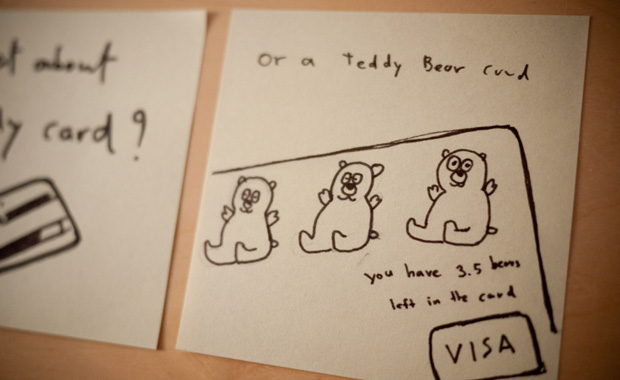 about
card?
Or a Teddy Bear card
you have 3.5 bears
left in the card
VISA